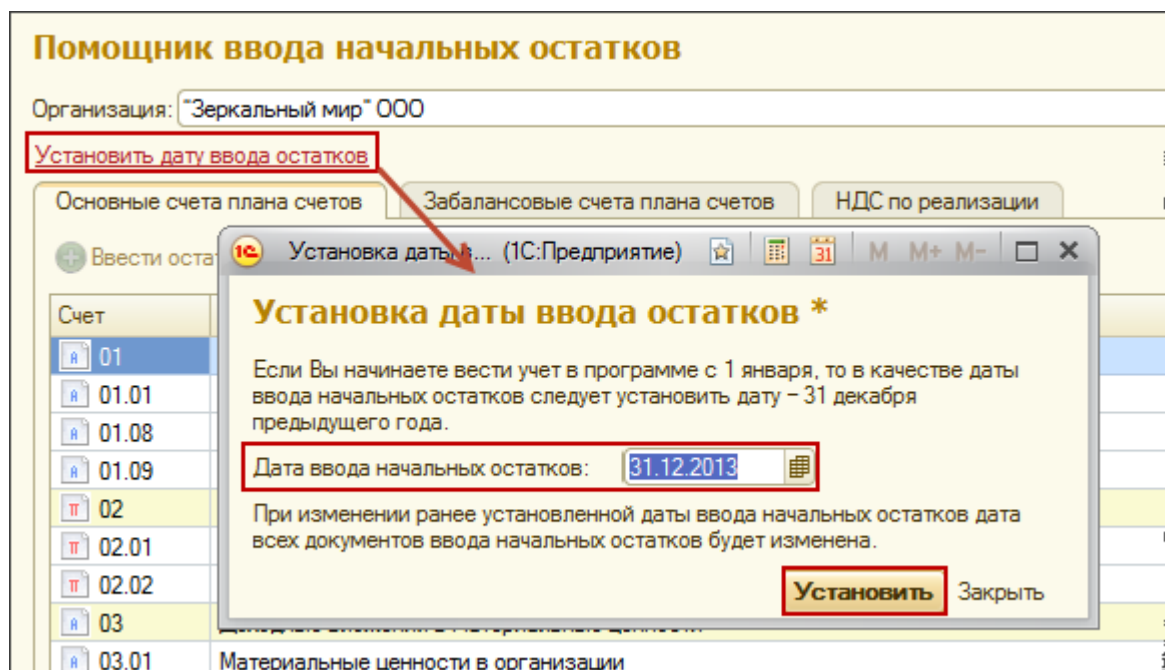 Помощник ввода начальных остатков
Организация: "Зеркальный мир" ООО
Установить дату ввода остатков
Основные счета плана счетов Забалансовые счета плана счетов НДС по реализации
Ввести оста
1С Установка даты в... (1С:Предприятие) 31 M M+ M-
Установка даты ввода остатков *
Счет
А 01
Если Вы начинаете вести учет в программе с 1 января, то в качестве даты
А 01.01
ввода начальных остатков следует установить дату – 31 декабря
А 01.08
предыдущего года.
А 01.09
Дата ввода начальных остатков: 31.12.2013
П 02
При изменении ранее установленной даты ввода начальных остатков дата
П 02.01
всех документов ввода начальных остатков будет изменена.
П 02.02
Установить Закрыть
А 03
А 03.01 Материальные ценности в организации